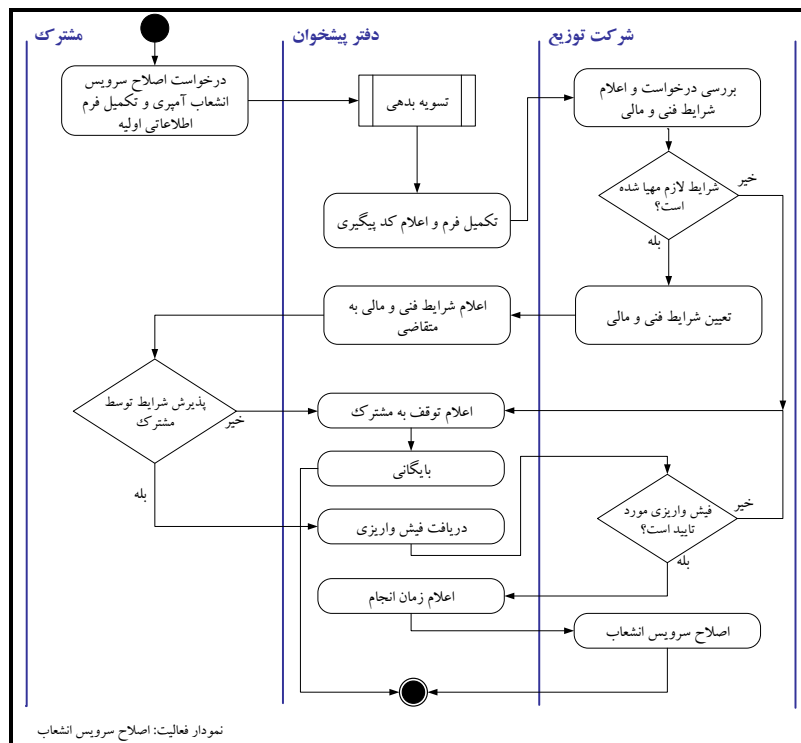 شرکت توزیع
دفتر پیشخوان
مشترك
درخواست اصلاح سرویس
انشعاب آمپری و تکمیل فرم
اطلاعاتی اولیه
تسویه بدهی
بررسی درخواست و اعلام
شرایط فنی و مالی
تکمیل فرم و اعلام کد پیگیری
شرایط لازم مهیا شده
است؟
خیر
بله
تعیین شرایط فنی و مالی
اعلام شرایط فنی و مالی به
متقاضی
پذیرش شرایط توسط
مشترك
خیر
بله
اعلام توقف به مشترك
بایگانی
دریافت فیش واریزی
فیش واریزی مورد
تایید است؟
خیر
بله
اعلام زمان انجام
اصلاح سرویس انشعاب
نمودار فعالیت: اصلاح سرویس انشعاب